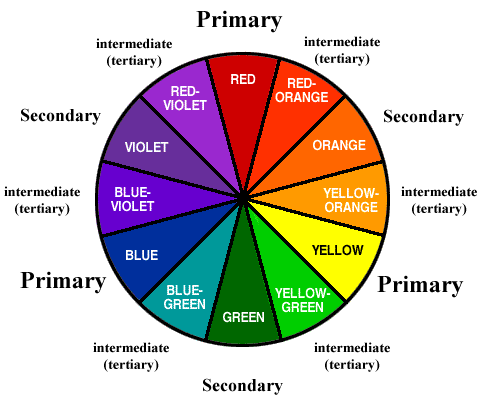 Primary
intermediate
(tertiary)
intermediate
(tertiary)
RED
RED-
VIOLET
RED-
ORANGE
Secondary
Secondary
VIOLET
ORANGE
intermediate
(tertiary)
BLUE-
VIOLET
YELLOW-
ORANGE
intermediate
(tertiary)
BLUE
YELLOW
Primary
Primary
BLUE-
GREEN
YELLOW-
GREEN
GREEN
intermediate
(tertiary)
intermediate
(tertiary)
Secondary